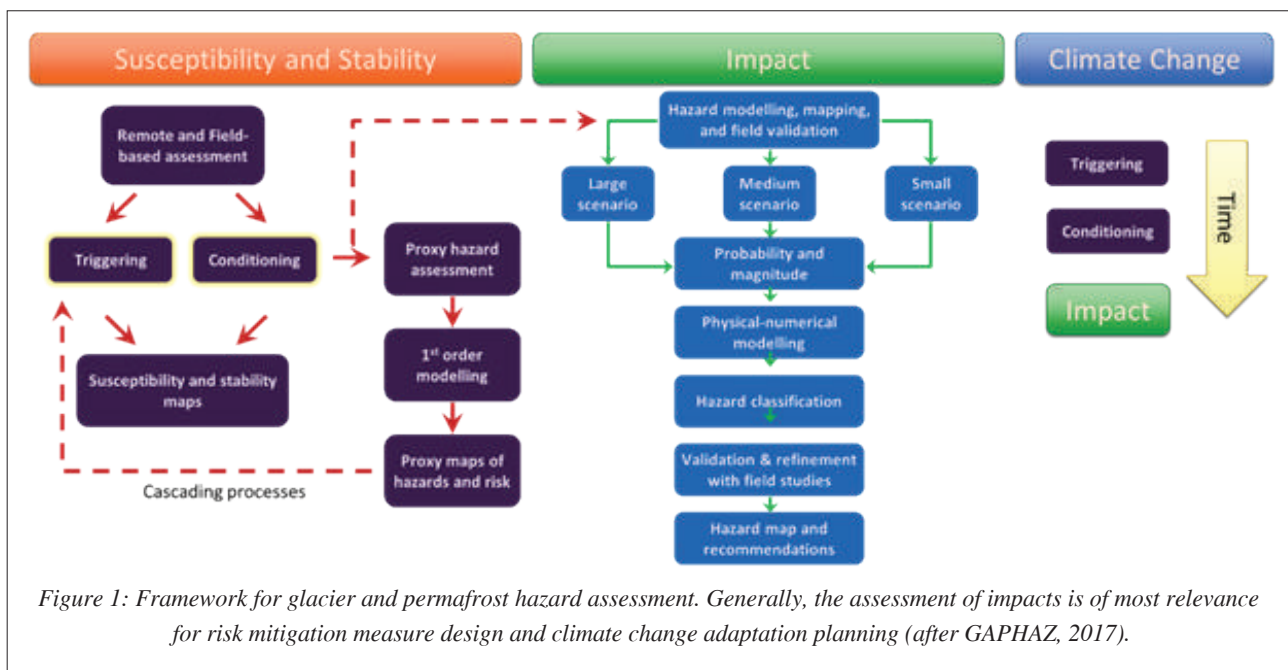 Susceptibility and Stability
Remote and Field-
based assessment
Triggering
Conditioning
Susceptibility and stability
maps
Proxy hazard
assessment
1st order
modelling
Proxy maps of
hazards and risk
Cascading processes
Impact
Hazard modelling, mapping,
and field validation
Large
scenario
Medium
scenario
Small
scenario
Probability and
magnitude
Physical-numerical
modelling
Hazard classification
Validation & refinement
with field studies
Hazard map and
recommendations
Climate Change
Triggering
Conditioning
Impact
Time
Figure 1: Framework for glacier and permafrost hazard assessment. Generally, the assessment of impacts is of most relevance
for risk mitigation measure design and climate change adaptation planning (after GAPHAZ, 2017).